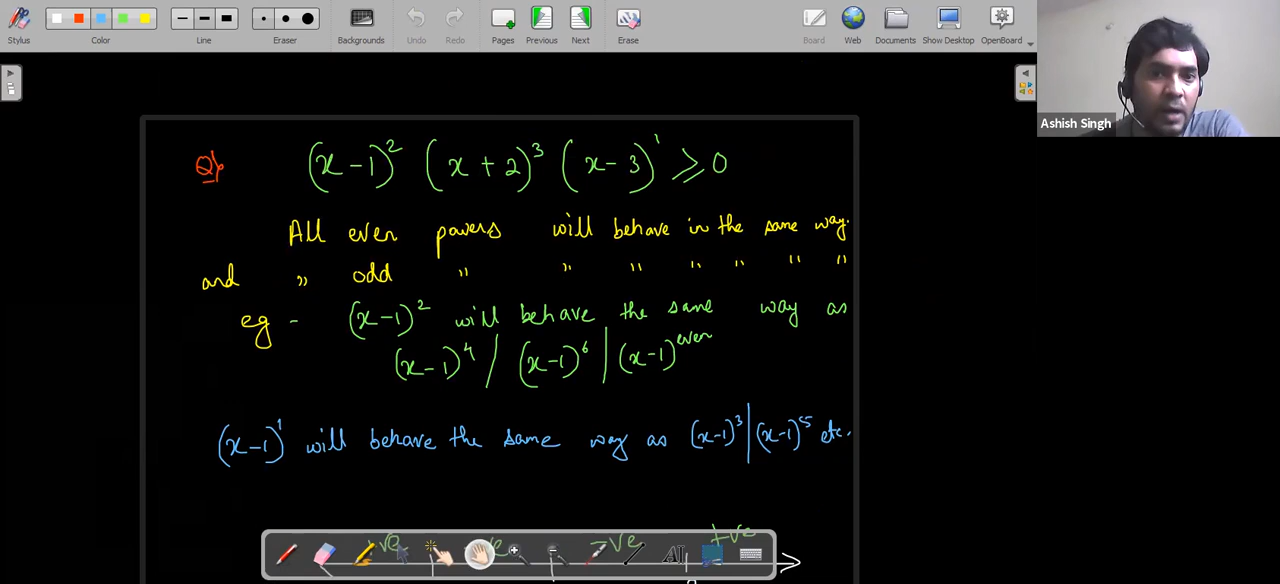 Stylus Color Line Eraser Backgrounds Undo Redo Pages Previous Next Erase Board Web Documents Show Desktop OpenBoard
Ashish Singh
Q) (x-1)² (x+2)³ (x-3)¹ ≥ 0
All even powers will behave in the same way.
and " odd " " " " " " "
eg - (x-1)² will behave the same way as
(x-1)⁴ | (x-1)⁶ | (x-1)^even
(x-1)¹ will behave the same way as (x-1)³ | (x-1)⁵ etc.
-ve +ve